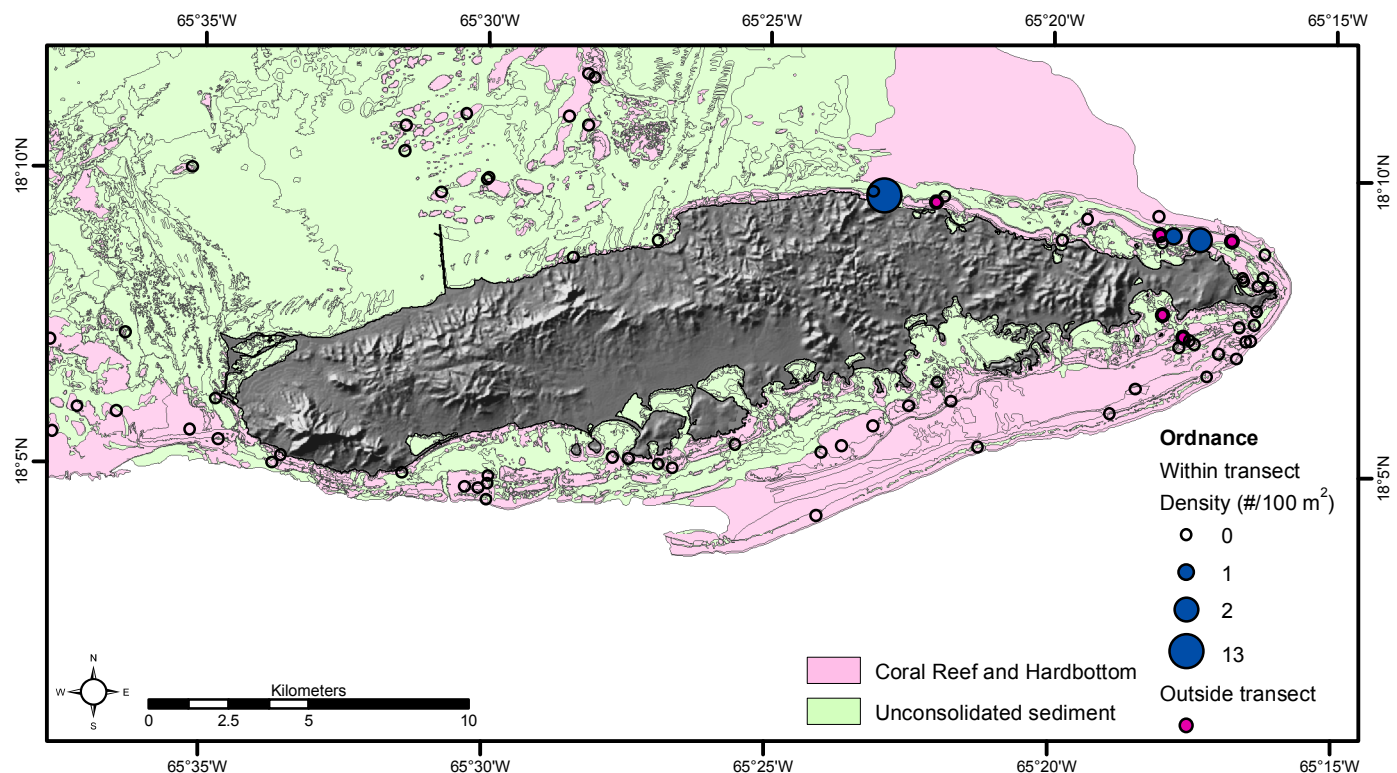 65°35'W 65°30'W 65°25'W 65°20'W 65°15'W
18°10'N 18°10'N
18°5'N 18°5'N
Ordnance
Within transect
Density (#/100 m²)
0
1
2
13
Outside transect
Coral Reef and Hardbottom
Unconsolidated sediment
N
W E
S
Kilometers
0 2.5 5 10
65°35'W 65°30'W 65°25'W 65°20'W 65°15'W